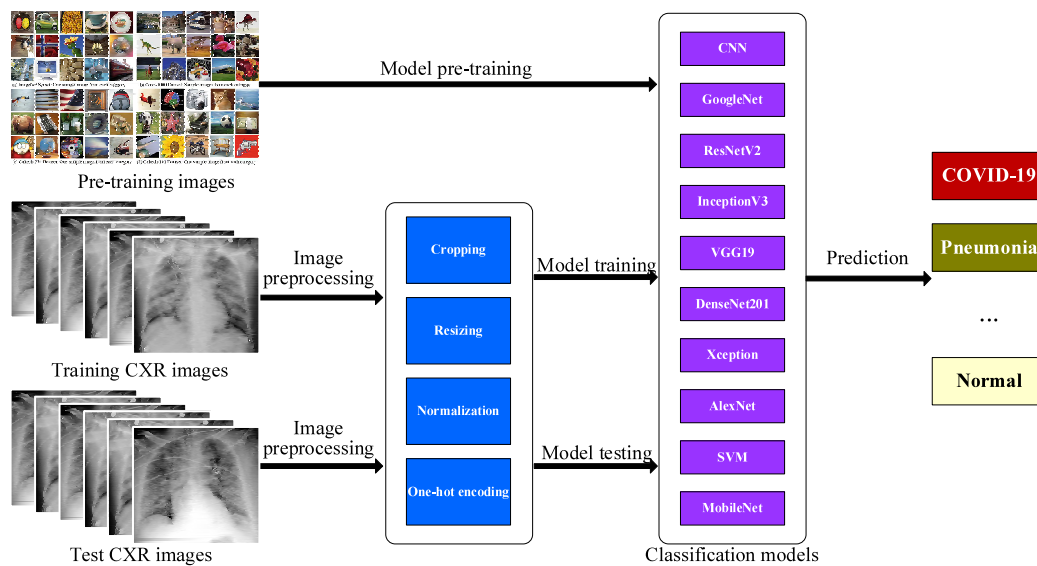 Model pre-training
Pre-training images
Image
preprocessing
Training CXR images
Image
preprocessing
Test CXR images
Cropping
Resizing
Normalization
One-hot encoding
Model training
Model testing
CNN
GoogleNet
ResNetV2
InceptionV3
VGG19
DenseNet201
Xception
AlexNet
SVM
MobileNet
Classification models
Prediction
COVID-19
Pneumonia
...
Normal